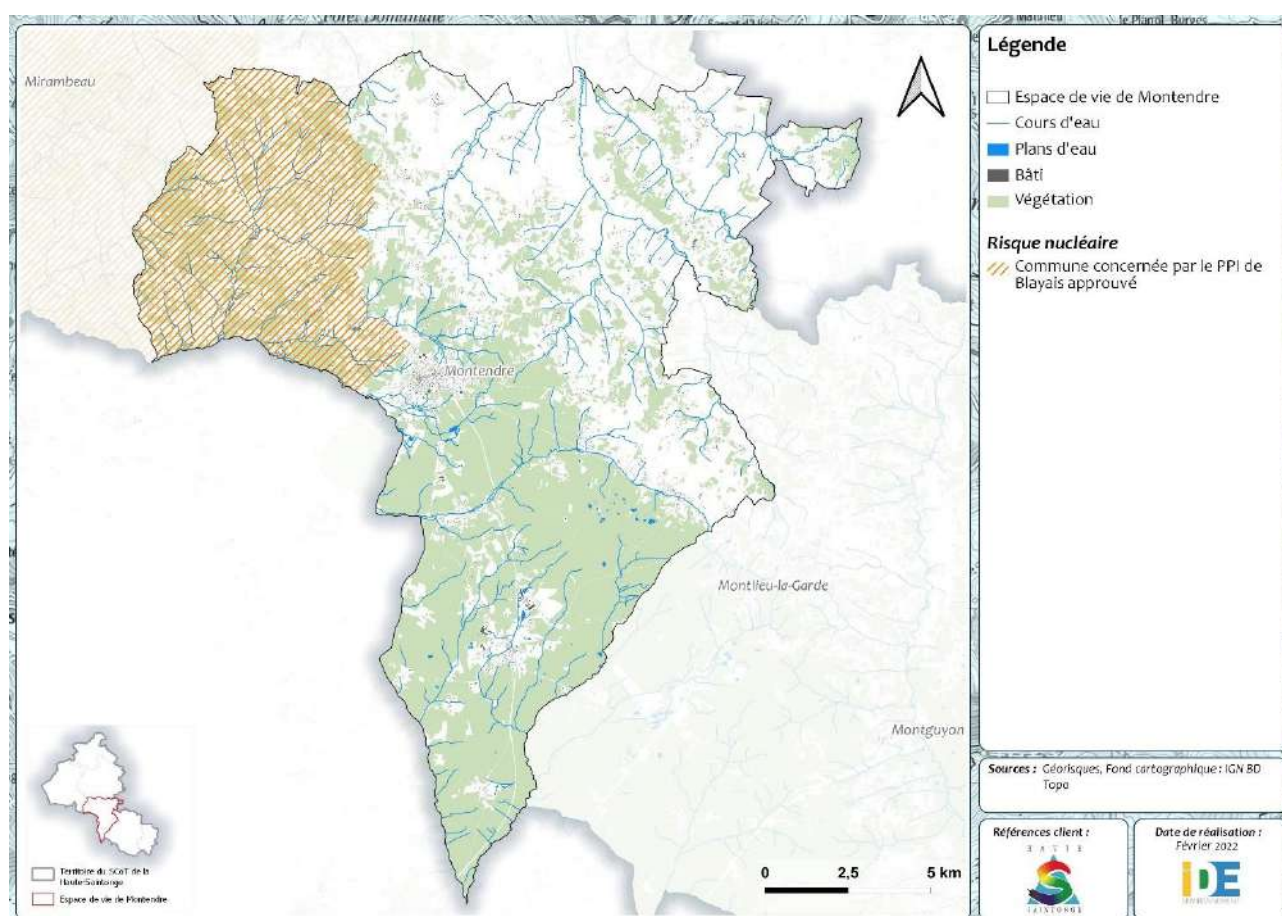 Mirambeau
Montendre
Montlieu-la-Garde
Montguyon
Légende
Espace de vie de Montendre
Cours d'eau
Plans d'eau
Bâti
Végétation
Risque nucléaire
Commune concernée par le PPI de
Blayais approuvé
Territoire du SCoT de la
Haute-Saintonge
Espace de vie de Montendre
0 2,5 5 km
Sources : Géorisques, Fond cartographique : IGN BD
Topo
Références client :
HAUTE
SAINTONGE
Date de réalisation :
Février 2022
IDE